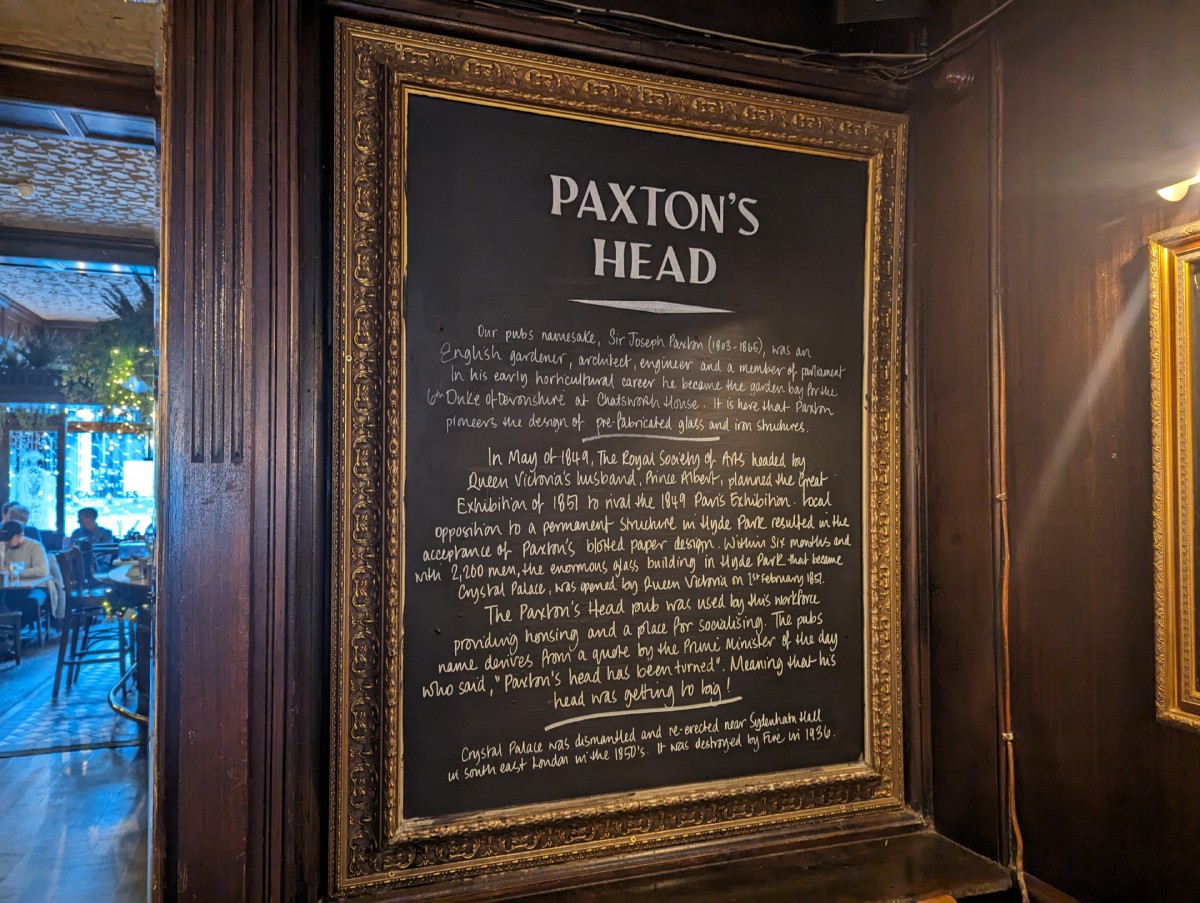 PAXTON'S
HEAD
Our pubs namesake, Sir Joseph Paxton (1803-1865), was an
English gardener, architect, engineer and a member of parliament
In his early horticultural career he became the garden boy for the
6th Duke of Devonshire at Chatsworth House. It is here that Paxton
pioneers the design of pre-fabricated glass and iron structures.
In May of 1849, The Royal Society of Arts headed by
Queen Victoria's husband, Prince Albert, planned the Great
Exhibition of 1851 to rival the 1849 Paris Exhibition. Local
opposition to a permanent structure in Hyde Park resulted in the
acceptance of Paxton's blotted paper design. Within six months and
with 2,200 men, the enormous glass building in Hyde Park that became
Crystal Palace, was opened by Queen Victoria on 1st February 1851.
The Paxton's Head pub was used by this workforce
providing housing and a place for socialising. The pubs
name derives from a quote by the Prime Minister of the day
who said, "Paxton's head has been turned". Meaning that his
head was getting to big!
Crystal Palace was dismantled and re-erected near Sydenham Hall
in south east London in the 1850's. It was destroyed by Fire in 1936.